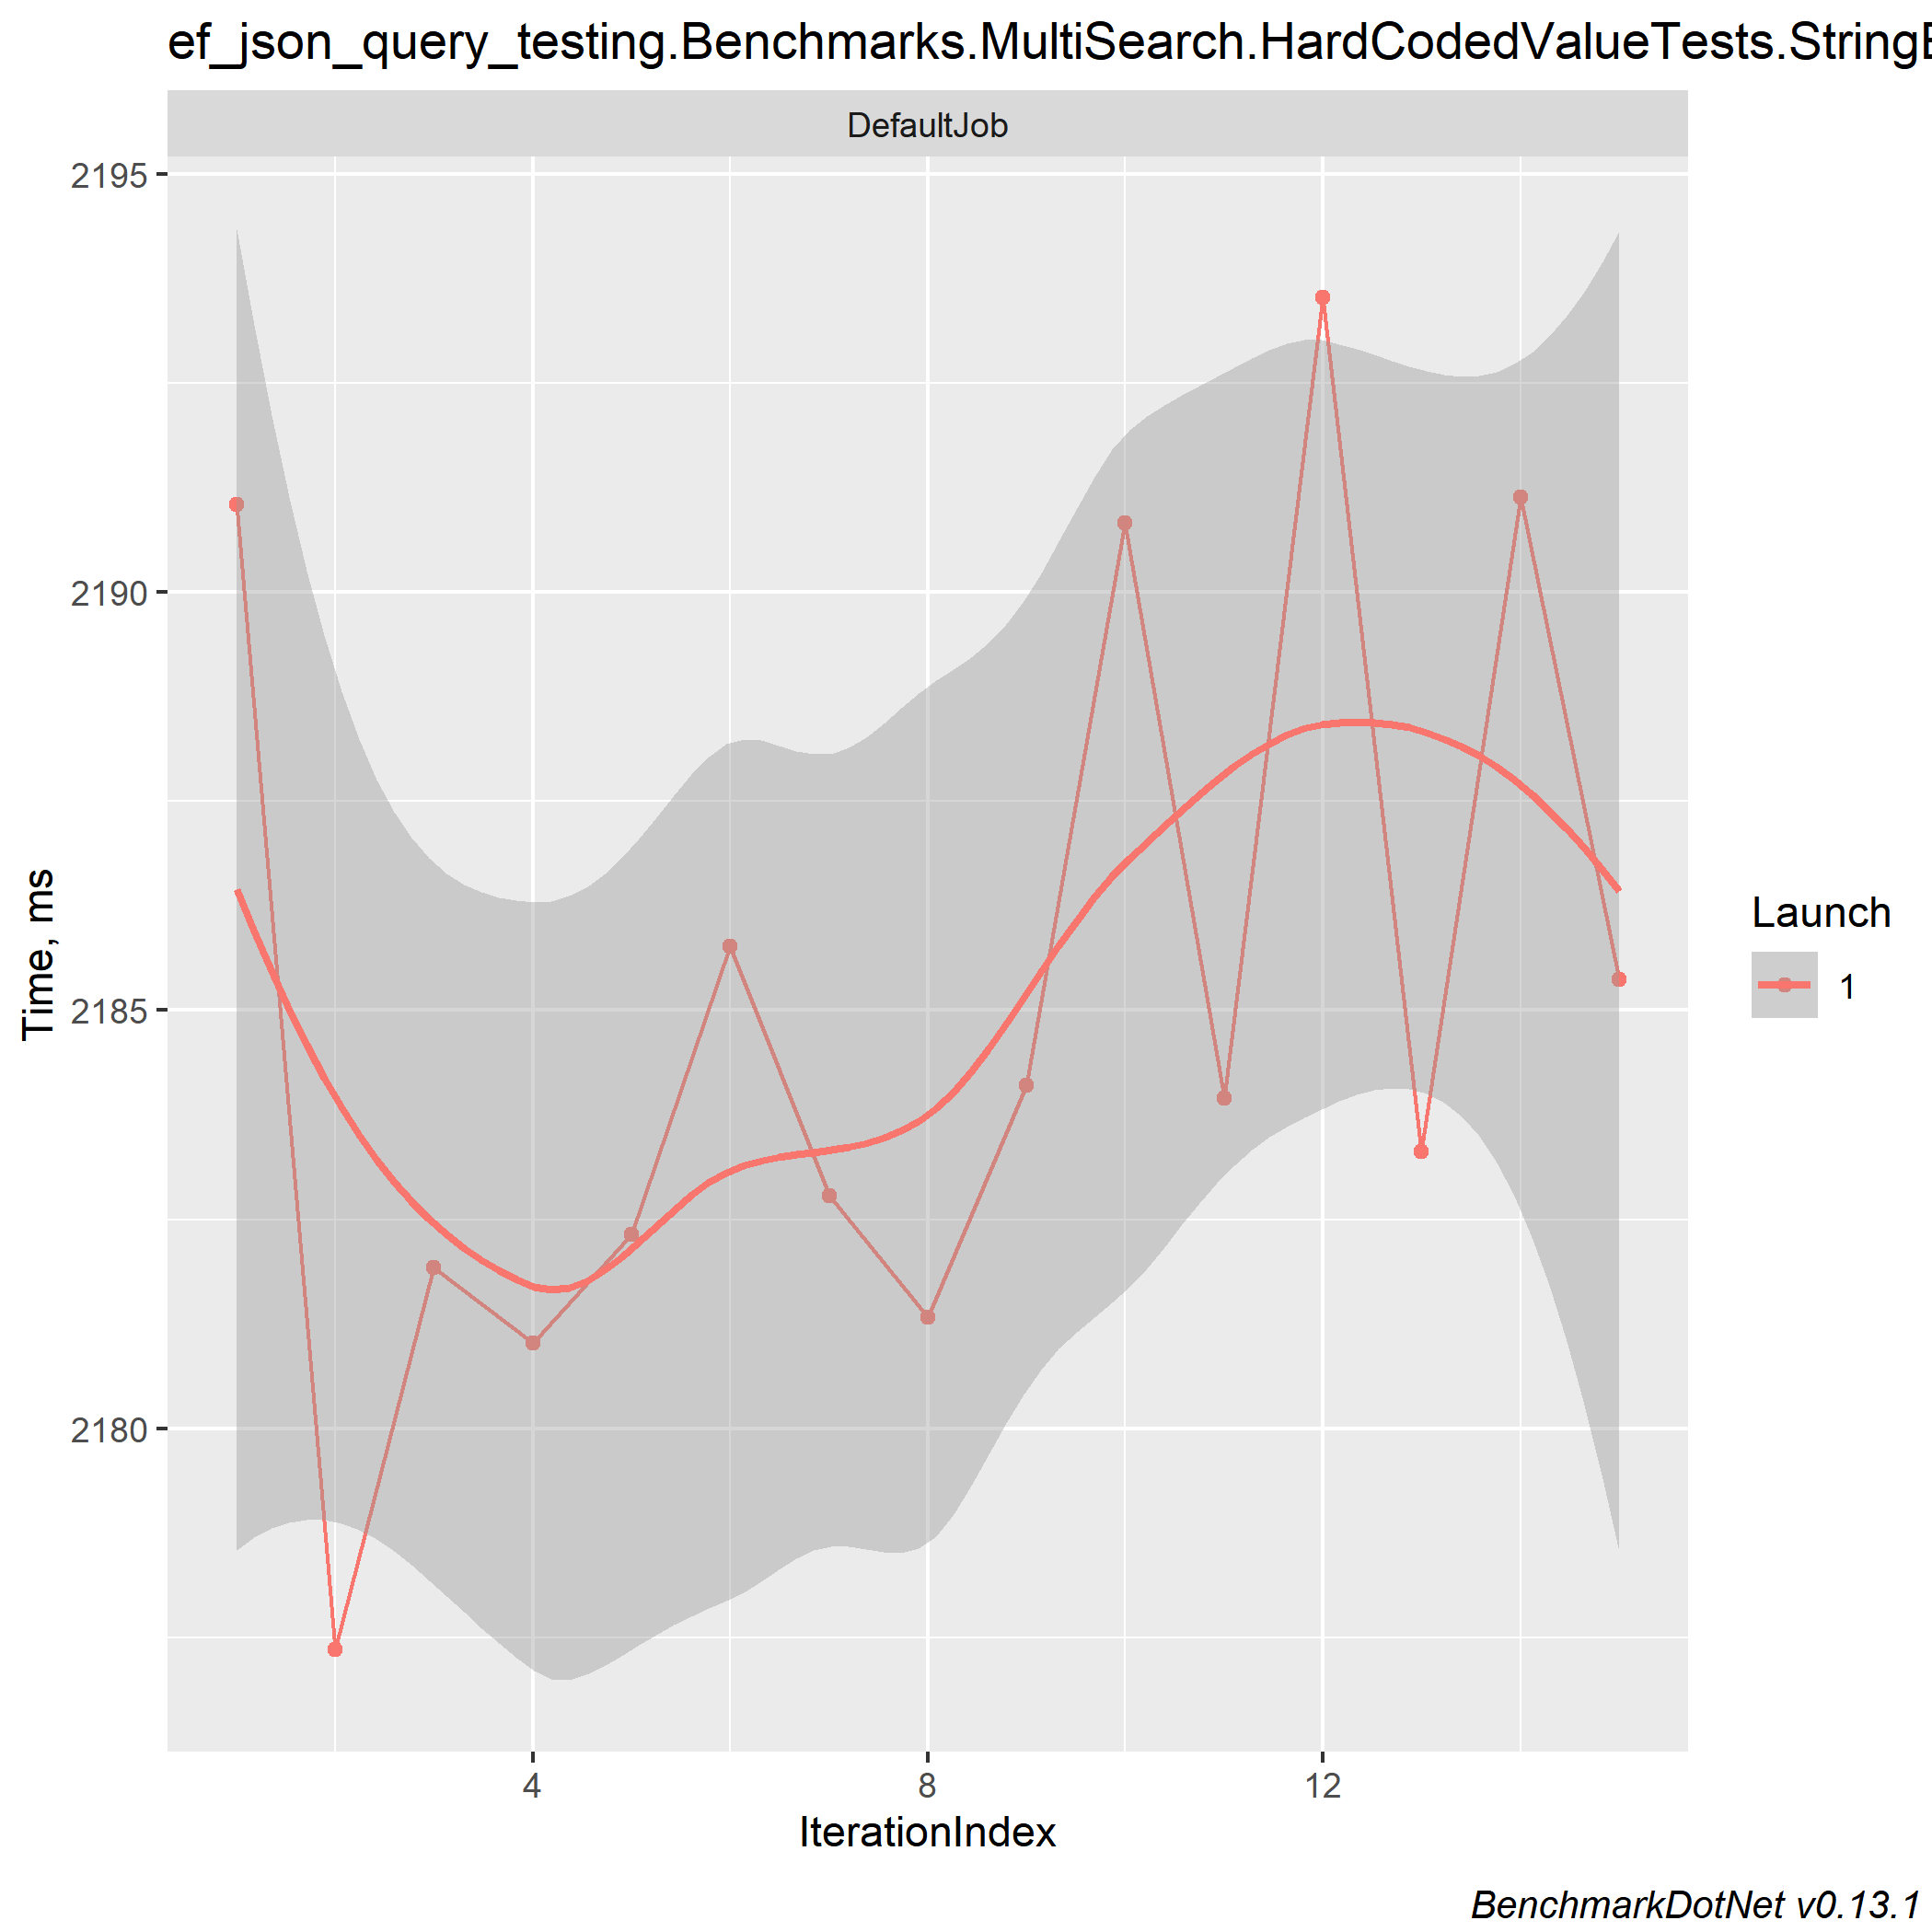 ef_json_query_testing.Benchmarks.MultiSearch.HardCodedValueTests.String
DefaultJob
2195
2190
2185
2180
Time, ms
4
8
12
IterationIndex
Launch
1
BenchmarkDotNet v0.13.1